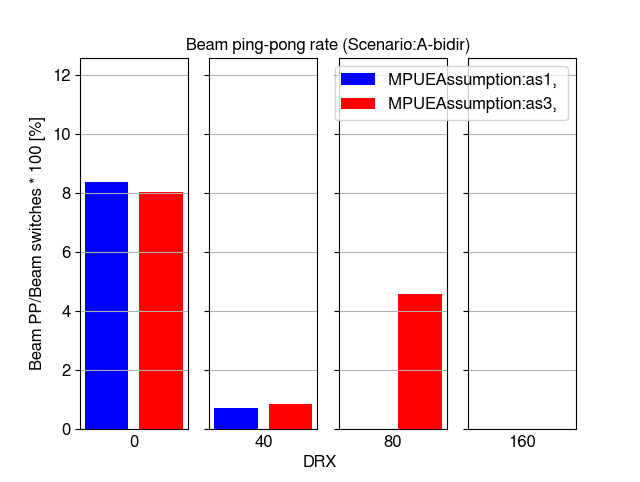 Beam ping-pong rate (Scenario:A-bidir)
MPUEAssumption:as1,
MPUEAssumption:as3,
Beam PP/Beam switches * 100 [%]
12
10
8
6
4
2
0
0
40
80
160
DRX